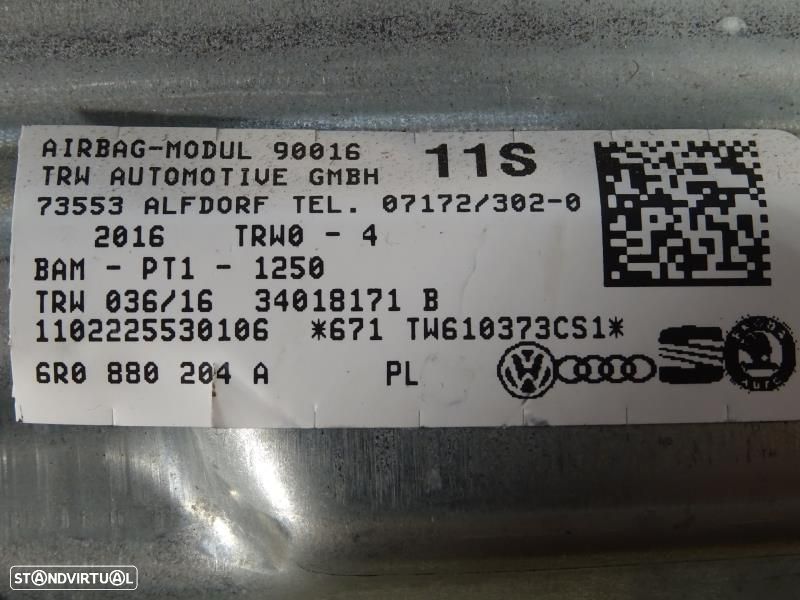 AIRBAG-MODUL 90016 11S
TRW AUTOMOTIVE GMBH
73553 ALFDORF TEL. 07172/302-0
2016 TRW0 - 4
BAM - PT1 - 1250
TRW 036/16 34018171 B
1102225530106 *671 TW610373CS1*
6R0 880 204 A PL
STANDVIRTUAL